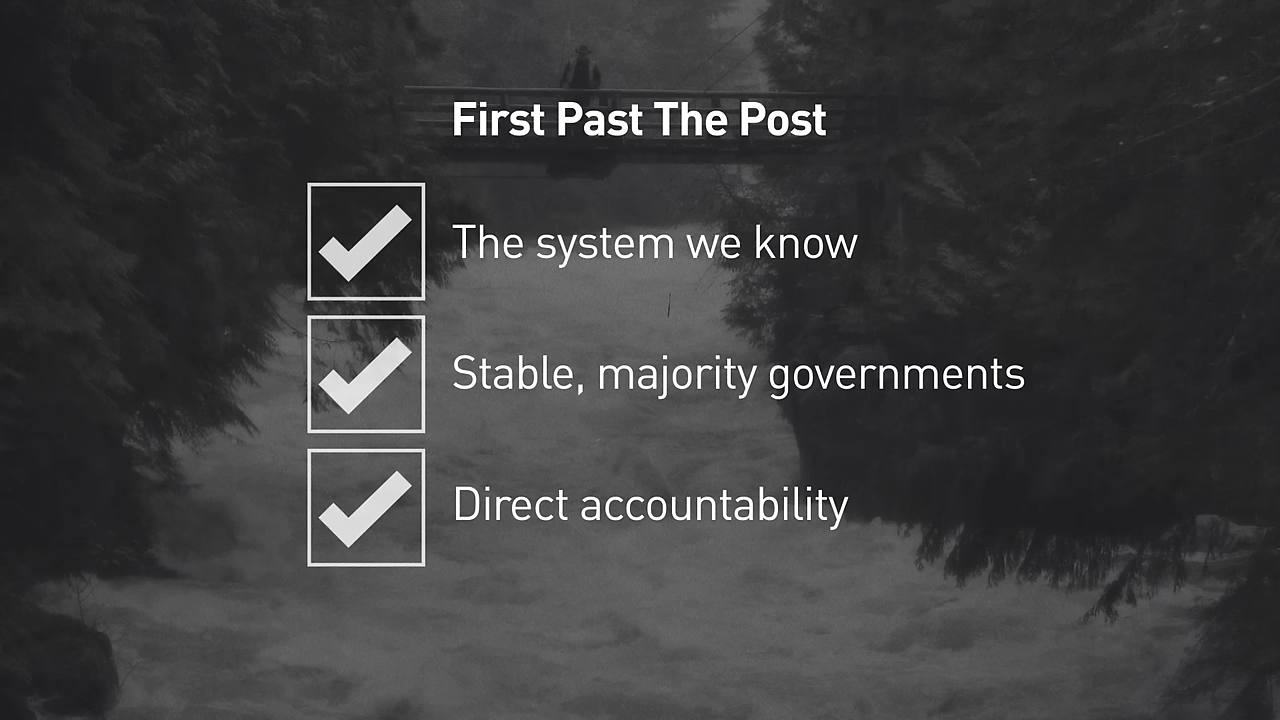 First Past The Post
The system we know
Stable, majority governments
Direct accountability